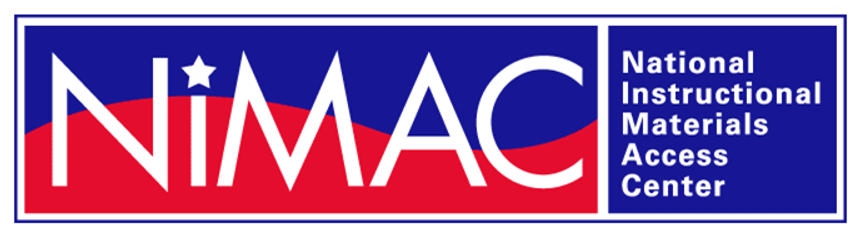 NiMAC
National
Instructional
Materials
Access
Center